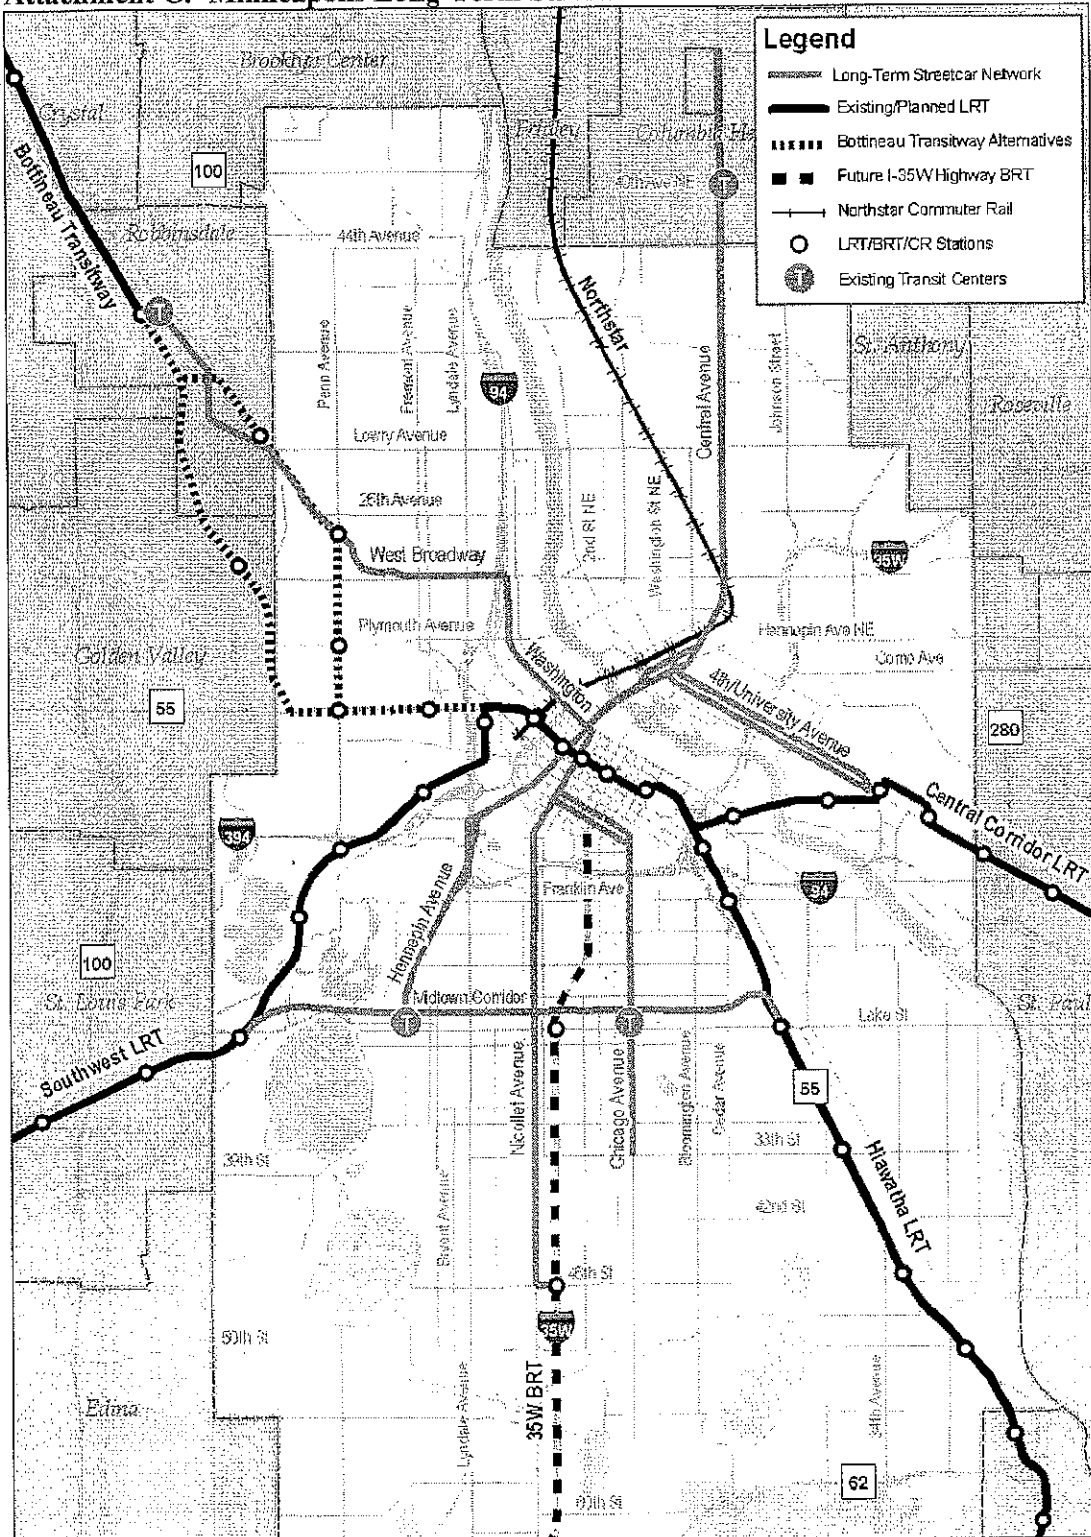 Legend
Long-Term Streetcar Network
Existing/Planned LRT
Bottineau Transitway Alternatives
Future I-35W Highway BRT
Northstar Commuter Rail
LRT/BRT/CR Stations
T
Existing Transit Centers
Brooklyn Center
Crystal
Bottineau Transitway
100
Robbinsdale
44th Avenue
Fridley
Columbia He
T
Northstar
T
Penn Avenue
Fremont Avenue
Lyndale Avenue
94
Central Avenue
Johnson Street
St. Anthony
Roseville
Lowry Avenue
26th Avenue
2nd St NE
Washington St NE
West Broadway
35W
Plymouth Avenue
Hennepin Ave NE
Como Ave
Golden Valley
Washington
4th/University Avenue
55
280
Central Corridor LRT
394
Hennepin Avenue
Franklin Ave
94
100
St. Louis Park
Midtown Corridor
T
T
Lake St
St. Paul
Southwest LRT
Nicollet Avenue
Chicago Avenue
Bloomington Avenue
Cedar Avenue
55
33th St
39th St
Bryant Avenue
42nd St
Hiawatha LRT
46th St
35W
50th St
35W BRT
Lyndale Avenue
34th Avenue
Edina
62
60th St